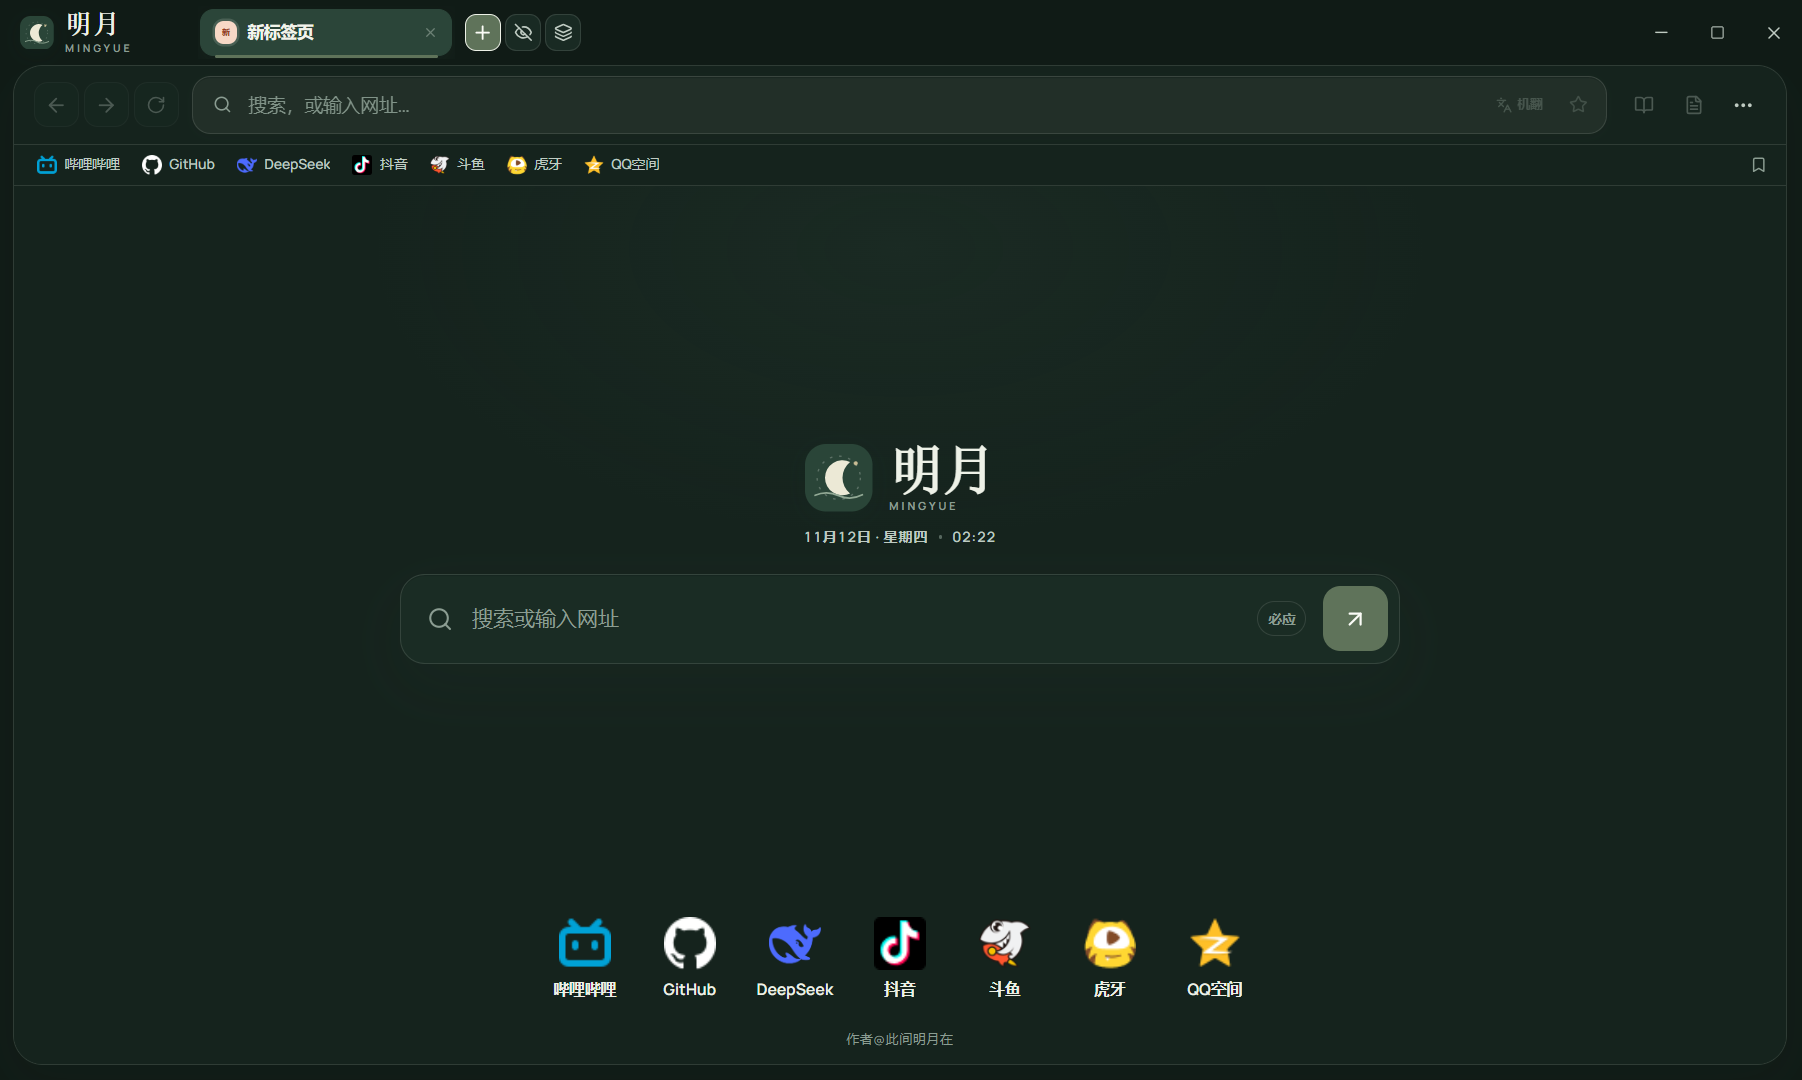 明月
MINGYUE
新 新标签页
搜索，或输入网址...
机翻
哔哩哔哩 GitHub DeepSeek 抖音 斗鱼 虎牙 QQ空间
明月
MINGYUE
11月12日 · 星期四 • 02:22
搜索或输入网址
必应
哔哩哔哩 GitHub DeepSeek 抖音 斗鱼 虎牙 QQ空间
作者@此间明月在